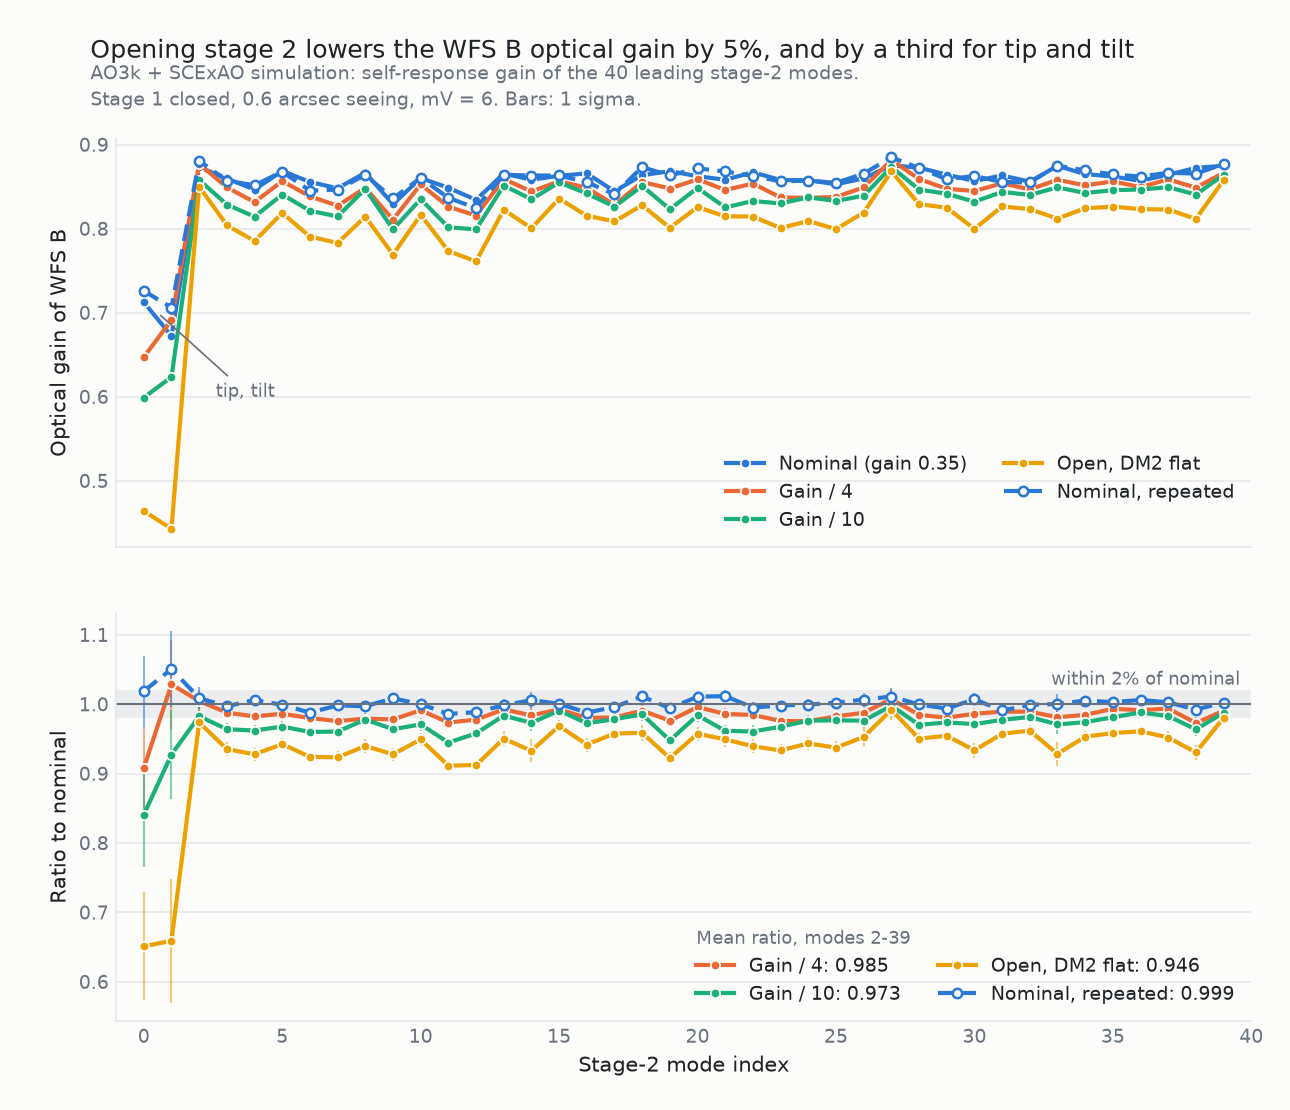 Opening stage 2 lowers the WFS B optical gain by 5%, and by a third for tip and tilt
AO3k + SCExAO simulation: self-response gain of the 40 leading stage-2 modes.
Stage 1 closed, 0.6 arcsec seeing, mV = 6. Bars: 1 sigma.
Optical gain of WFS B
0.9
0.8
0.7
0.6
0.5
tip, tilt
Nominal (gain 0.35)
Gain / 4
Gain / 10
Open, DM2 flat
Nominal, repeated
Ratio to nominal
1.1
1.0
0.9
0.8
0.7
0.6
within 2% of nominal
Mean ratio, modes 2-39
Gain / 4: 0.985
Gain / 10: 0.973
Open, DM2 flat: 0.946
Nominal, repeated: 0.999
0 5 10 15 20 25 30 35 40
Stage-2 mode index